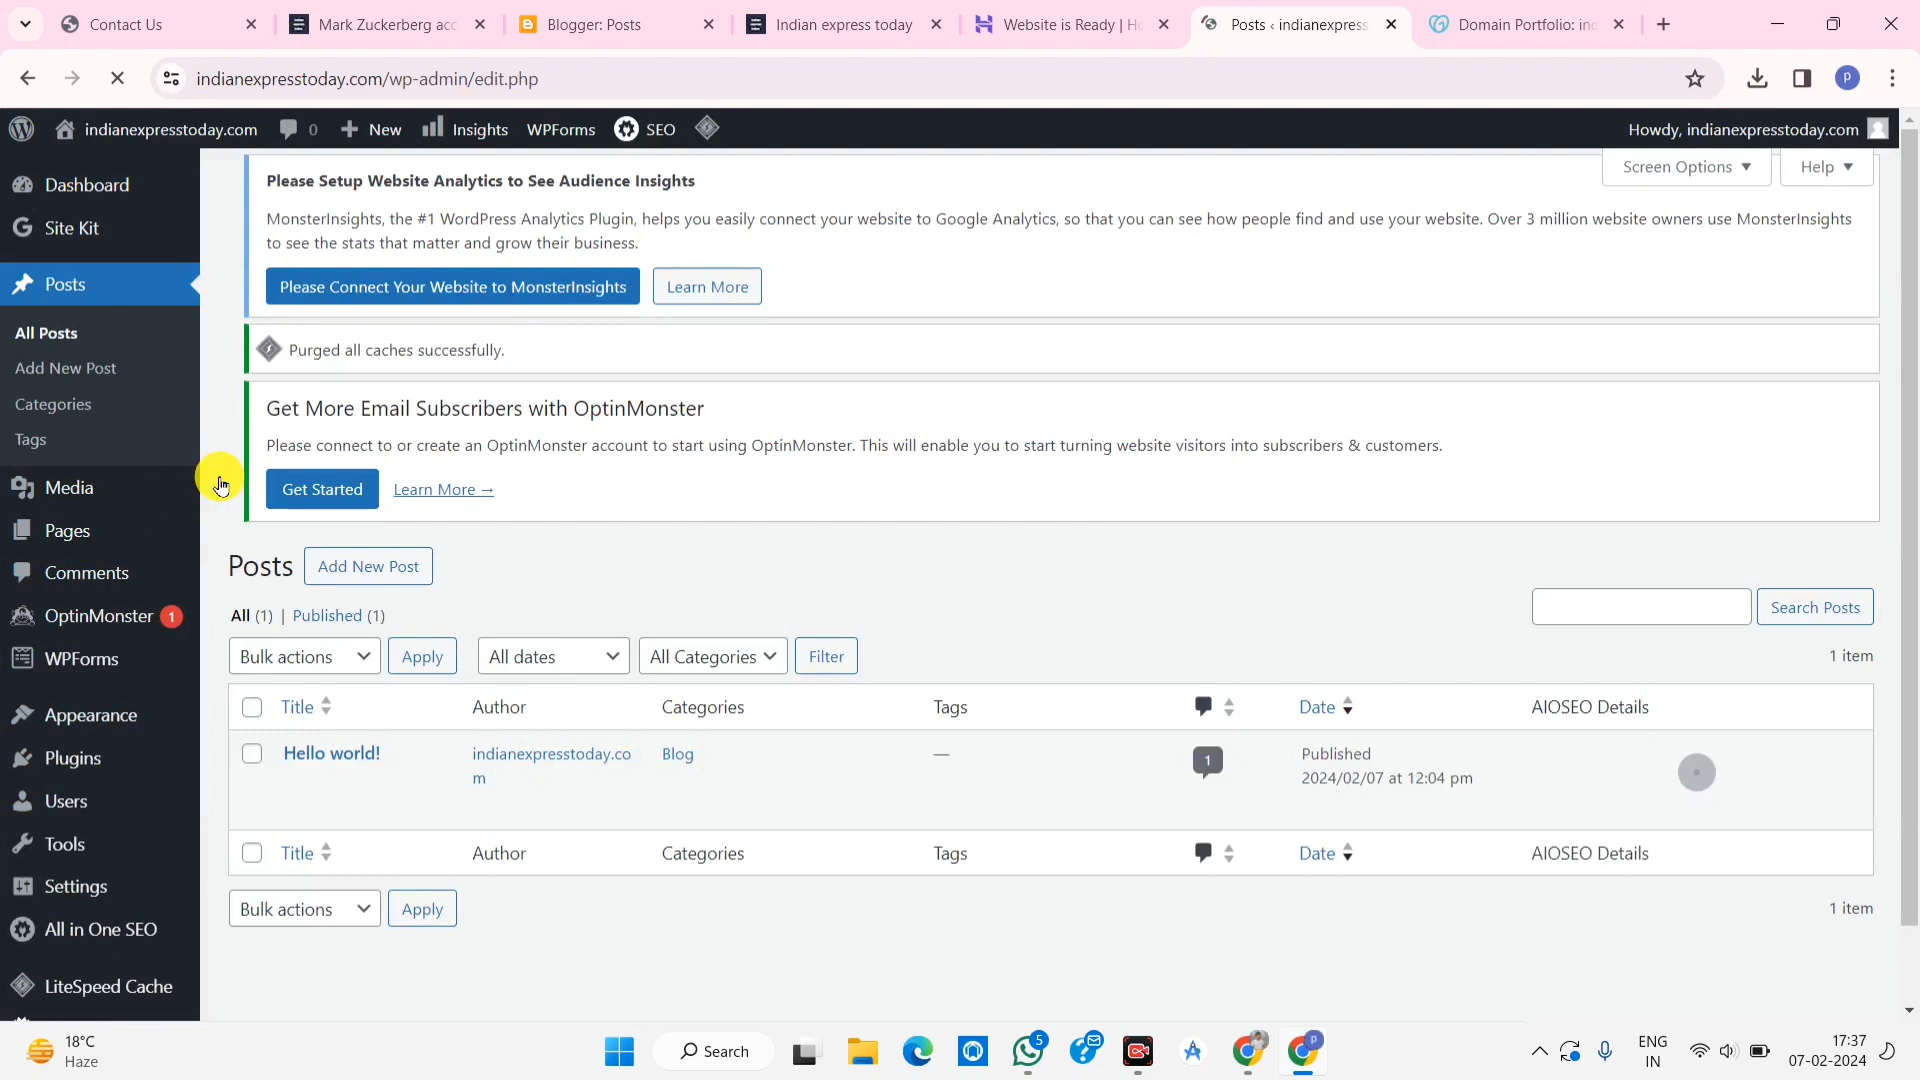 Contact Us
Mark Zuckerberg acc
Blogger: Posts
Indian express today
Website is Ready | Ho
Posts ‹ indianexpress
Domain Portfolio: ind
indianexpresstoday.com/wp-admin/edit.php
P
indianexpresstoday.com 0 New Insights WPForms SEO
Howdy, indianexpresstoday.com
Screen Options
Help
Dashboard
Site Kit
Posts
All Posts
Add New Post
Categories
Tags
Media
Pages
Comments
OptinMonster 1
WPForms
Appearance
Plugins
Users
Tools
Settings
All in One SEO
LiteSpeed Cache
Please Setup Website Analytics to See Audience Insights
MonsterInsights, the #1 WordPress Analytics Plugin, helps you easily connect your website to Google Analytics, so that you can see how people find and use your website. Over 3 million website owners use MonsterInsights
to see the stats that matter and grow their business.
Please Connect Your Website to MonsterInsights
Learn More
Purged all caches successfully.
Get More Email Subscribers with OptinMonster
Please connect to or create an OptinMonster account to start using OptinMonster. This will enable you to start turning website visitors into subscribers & customers.
Get Started
Learn More →
Posts
Add New Post
All (1) | Published (1)
Search Posts
Bulk actions
Apply
All dates
All Categories
Filter
1 item
Title Author Categories Tags Date AIOSEO Details
Hello world! indianexpresstoday.co Blog — 1 Published
m 2024/02/07 at 12:04 pm
Title Author Categories Tags Date AIOSEO Details
Bulk actions
Apply
1 item
18°C
Haze
Search
5
P
ENG
IN
17:37
07-02-2024